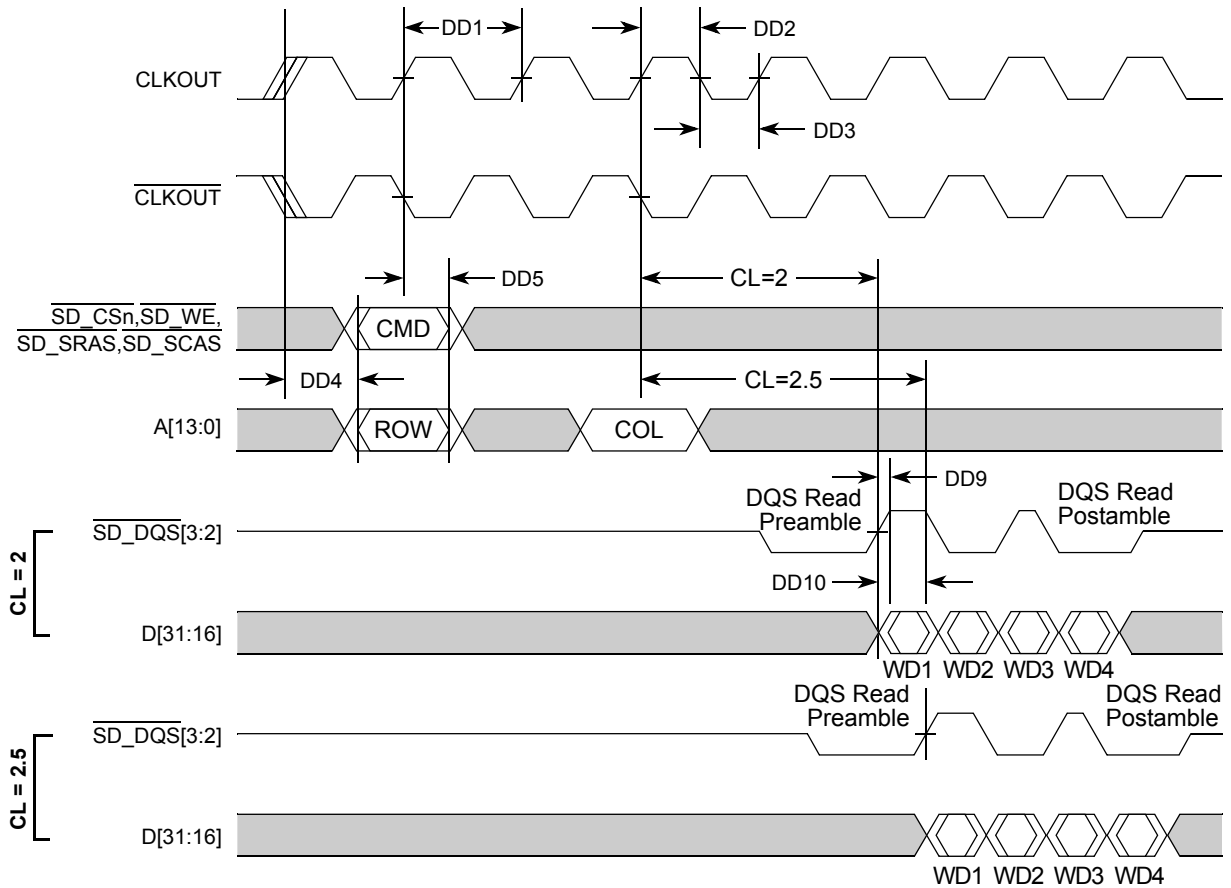 DD1
DD2
CLKOUT
DD3
CLKOUT
DD5
CL=2
SD_CSn,SD_WE,
SD_SRAS,SD_SCAS
CMD
DD4
CL=2.5
A[13:0]
ROW
COL
DD9
DQS Read
Preamble
DQS Read
Postamble
SD_DQS[3:2]
CL = 2
DD10
D[31:16]
WD1 WD2 WD3 WD4
DQS Read
Preamble
DQS Read
Postamble
SD_DQS[3:2]
CL = 2.5
D[31:16]
WD1 WD2 WD3 WD4